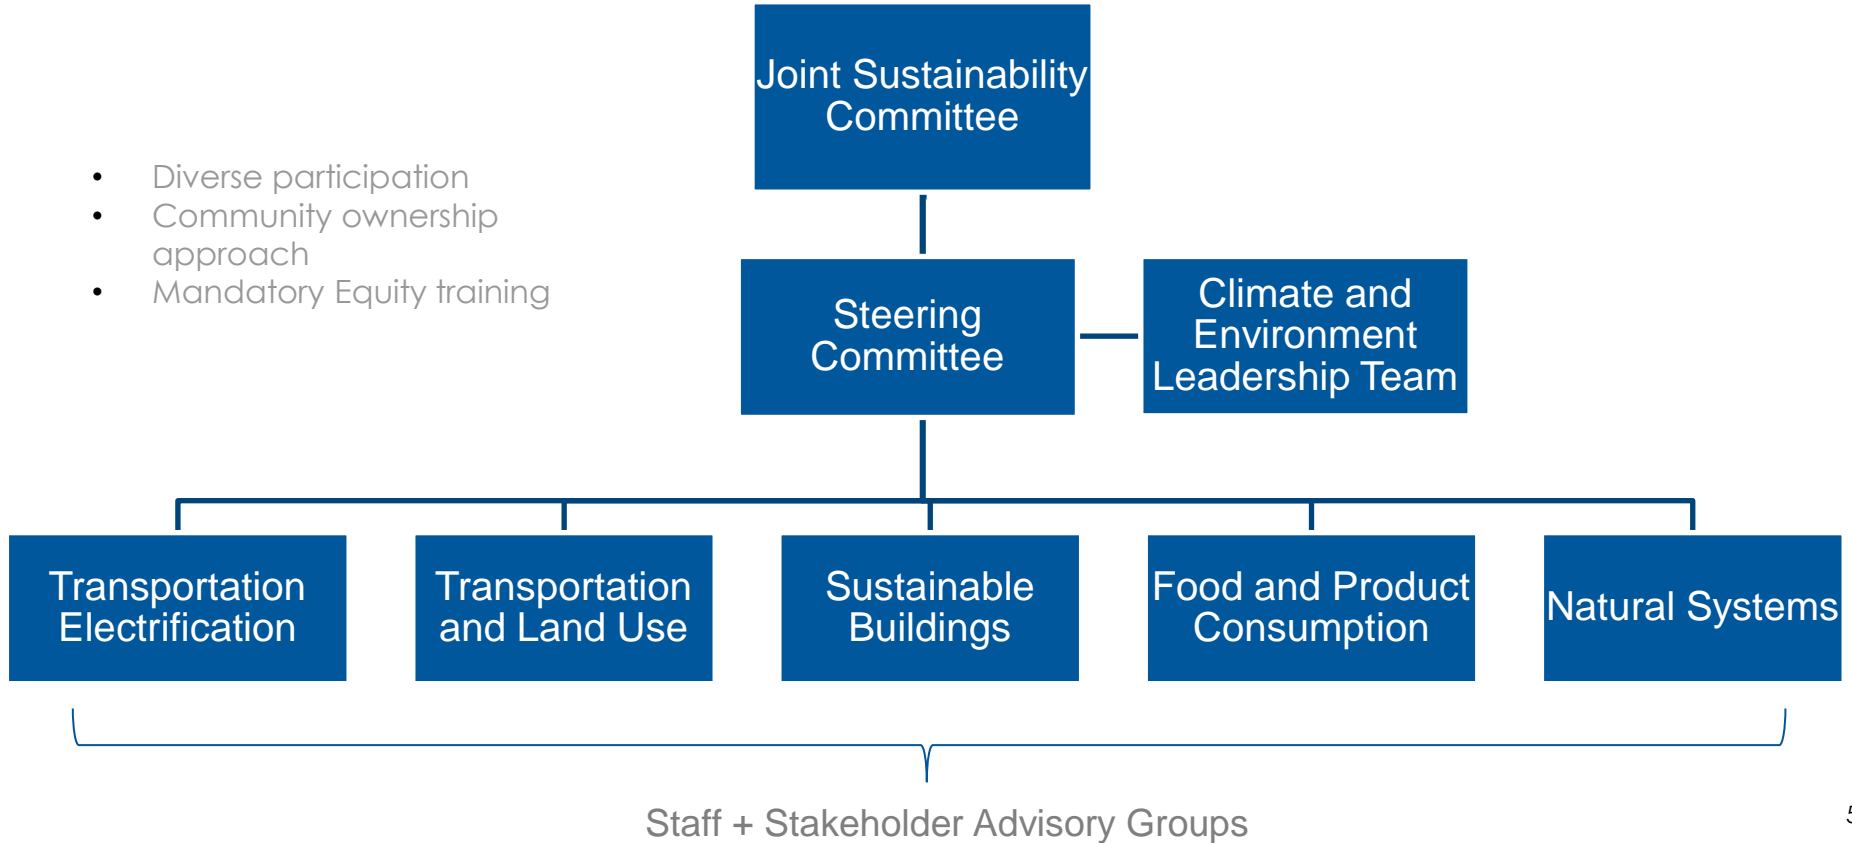 Joint Sustainability
Committee
• Diverse participation
• Community ownership
approach
• Mandatory Equity training
Steering
Committee
Climate and
Environment
Leadership Team
Transportation
Electrification
Transportation
and Land Use
Sustainable
Buildings
Food and Product
Consumption
Natural Systems
Staff + Stakeholder Advisory Groups
5